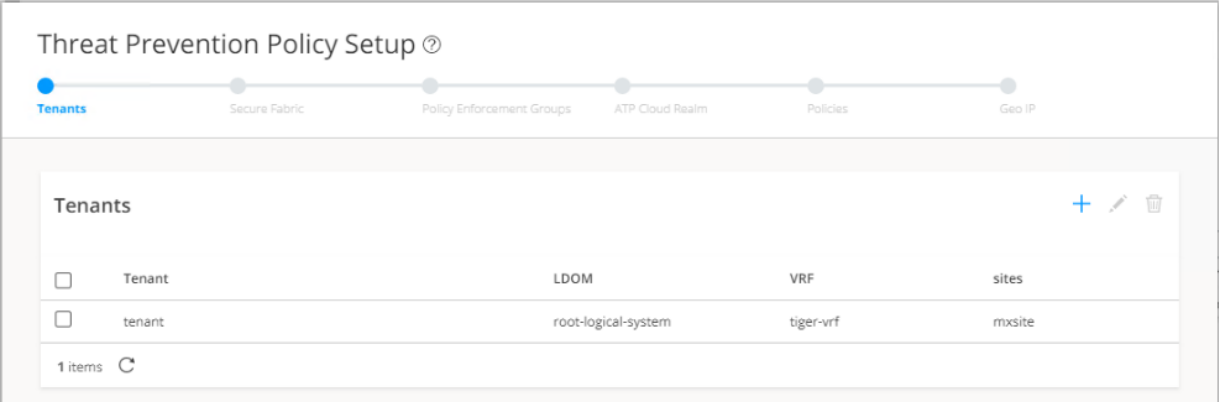 Threat Prevention Policy Setup ?
Tenants Secure Fabric Policy Enforcement Groups ATP Cloud Realm Policies Geo IP
Tenants
Tenant LDOM VRF sites
tenant root-logical-system tiger-vrf mxsite
1 items